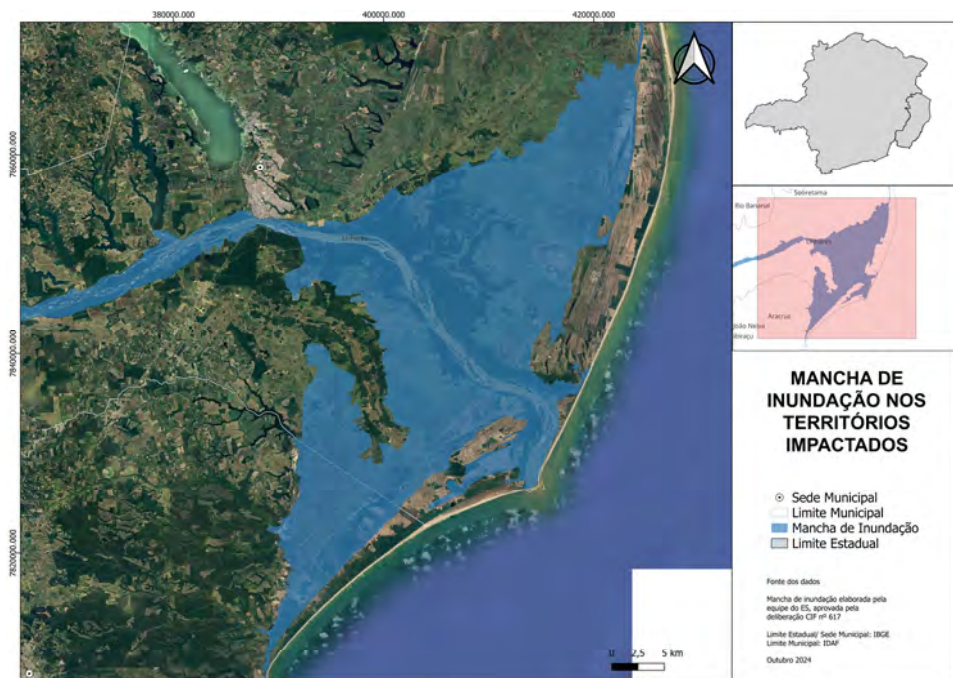 380000.000
400000.000
420000.000
7860000.000
7840000.000
7820000.000
Sooretama
Rio Bananal
Linhares
Aracruz
João Neiva
Ibiraçu
MANCHA DE
INUNDAÇÃO NOS
TERRITÓRIOS
IMPACTADOS
Sede Municipal
Limite Municipal
Mancha de Inundação
Limite Estadual
Fonte dos dados
Mancha de inundação elaborada pela
equipe do ES, aprovada pela
deliberação CIF nº 617
Limite Estadual/ Sede Municipal: IBGE
Limite Municipal: IDAF
Outubro 2024
2,5 5 km